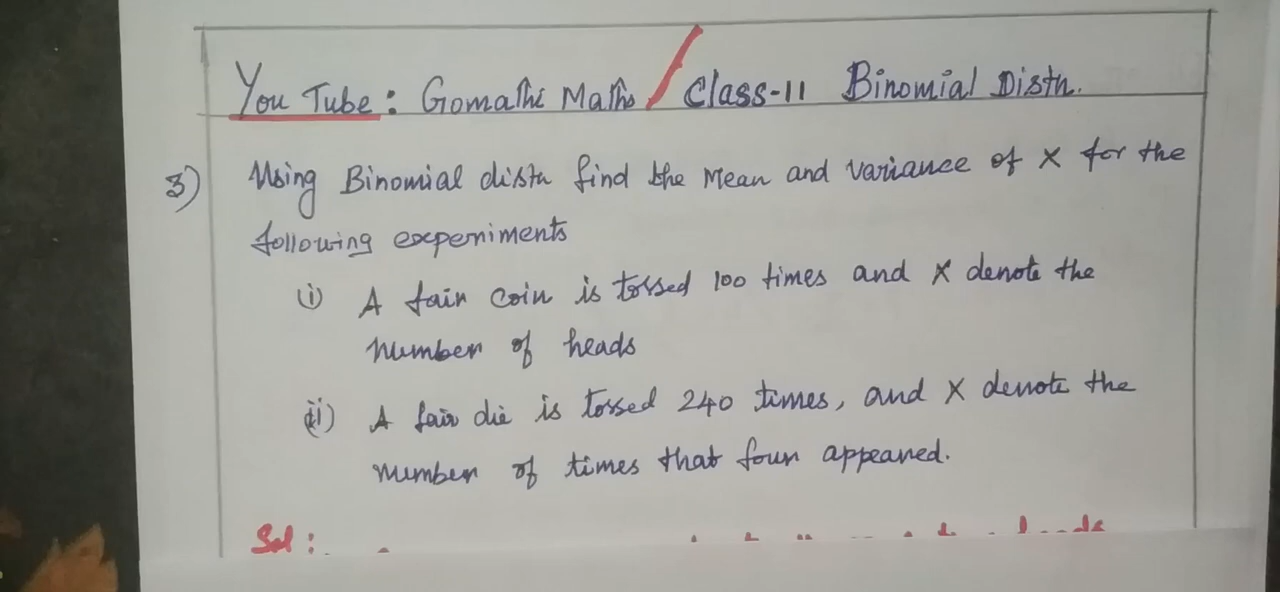 You Tube: Gomathi Maths / Class-11 Binomial Distn.
3) Using Binomial distn find the Mean and variance of X for the
following experiments
(i) A fair coin is tossed 100 times and X denote the
number of heads
(ii) A fair die is tossed 240 times, and X denote the
number of times that four appeared.
Sol: